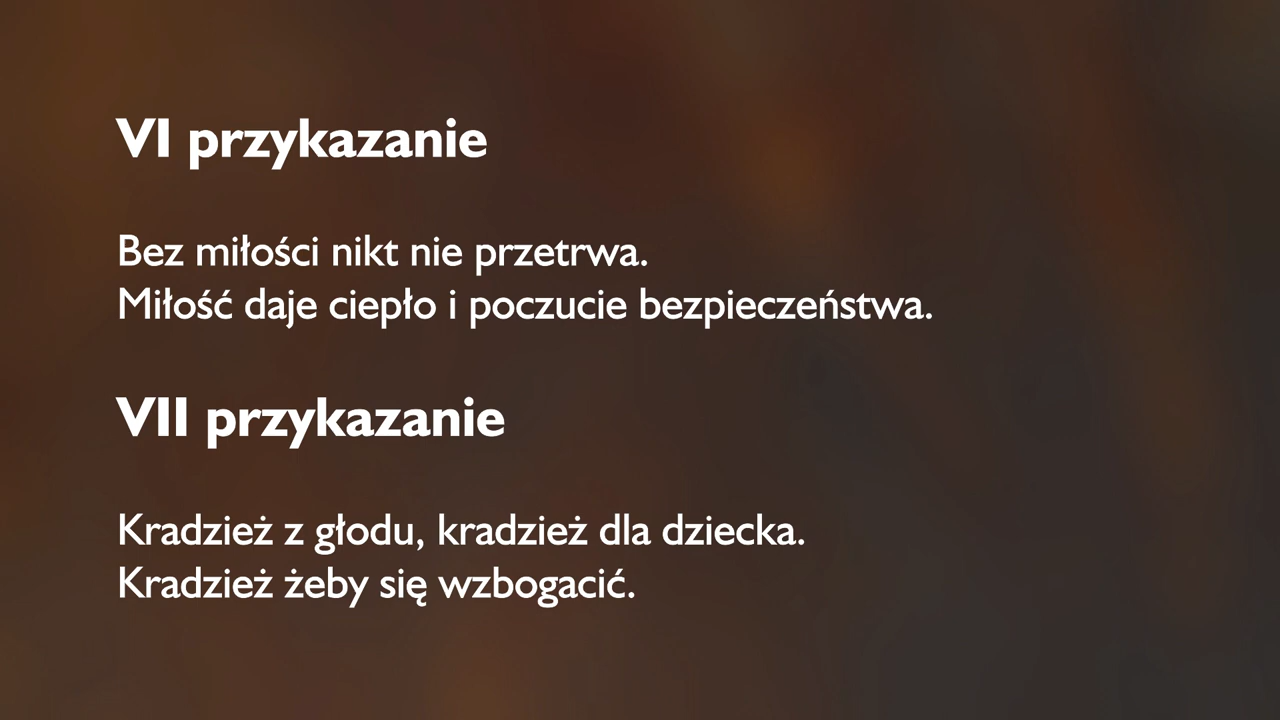 VI przykazanie
Bez miłości nikt nie przetrwa.
Miłość daje ciepło i poczucie bezpieczeństwa.
VII przykazanie
Kradzież z głodu, kradzież dla dziecka.
Kradzież żeby się wzbogacić.